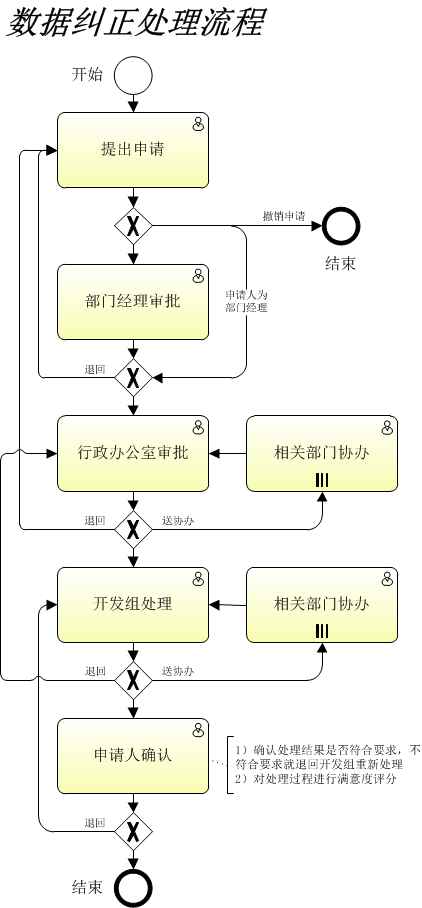 数据纠正处理流程
开始
提出申请
撤销申请
结束
部门经理审批
申请人为
部门经理
退回
行政办公室审批
相关部门协办
退回
送协办
开发组处理
相关部门协办
退回
送协办
申请人确认
1）确认处理结果是否符合要求，不
符合要求就退回开发组重新处理
2）对处理过程进行满意度评分
退回
结束